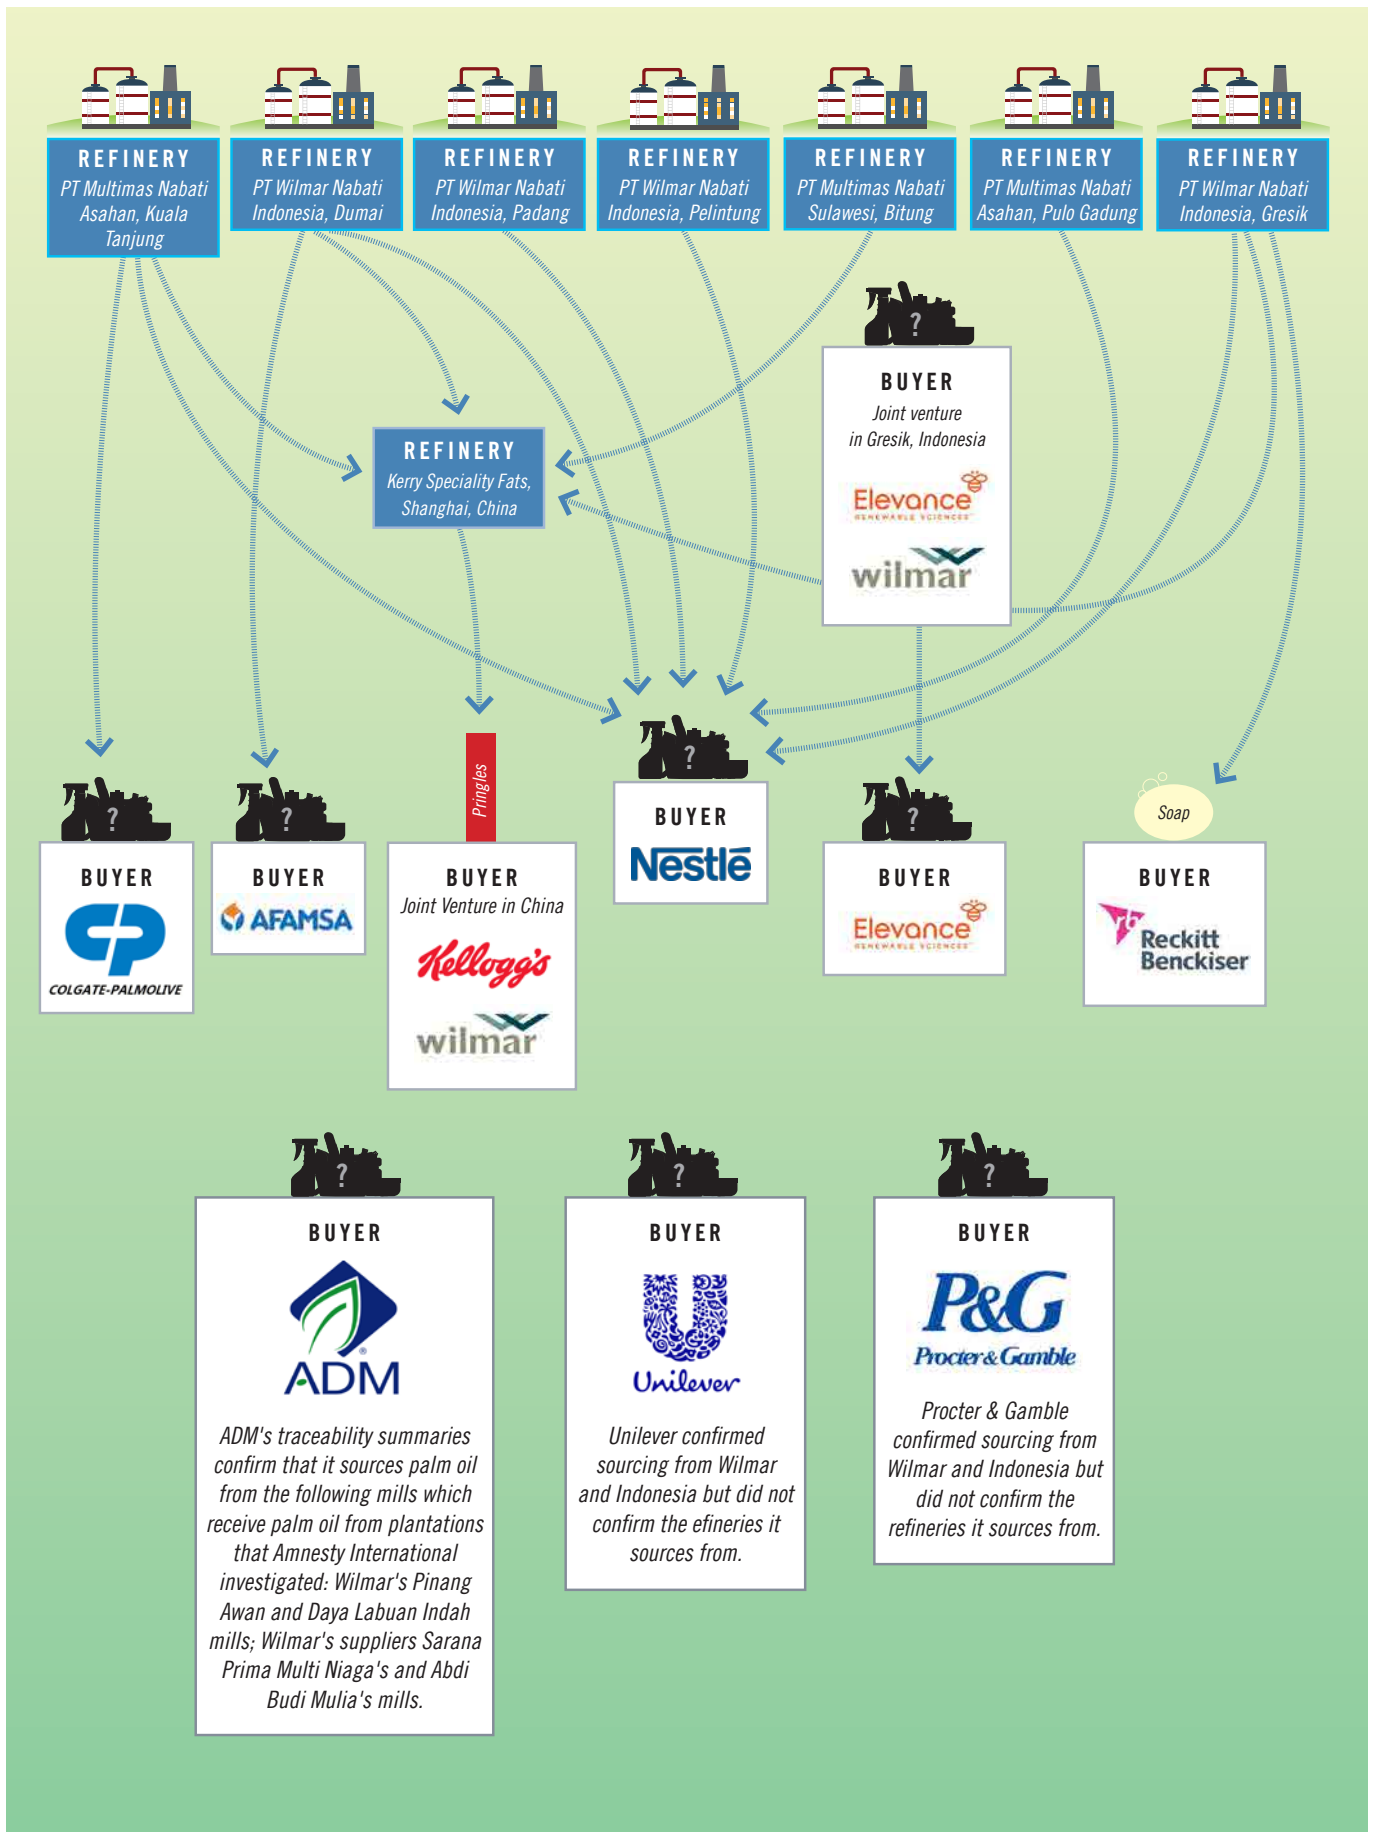 REFINERY
PT Multimas Nabati
Asahan, Kuala
Tanjung
REFINERY
PT Wilmar Nabati
Indonesia, Dumai
REFINERY
PT Wilmar Nabati
Indonesia, Padang
REFINERY
PT Wilmar Nabati
Indonesia, Pelintung
REFINERY
PT Multimas Nabati
Sulawesi, Bitung
REFINERY
PT Multimas Nabati
Asahan, Pulo Gadung
REFINERY
PT Wilmar Nabati
Indonesia, Gresik
?
BUYER
Joint venture
in Gresik, Indonesia
Elevance
RENEWABLE SCIENCES
wilmar
REFINERY
Kerry Speciality Fats,
Shanghai, China
?
BUYER
COLGATE-PALMOLIVE
?
BUYER
AFAMSA
Pringles
BUYER
Joint Venture in China
Kellogg's
wilmar
?
BUYER
Nestlé
?
BUYER
Elevance
RENEWABLE SCIENCES
Soap
BUYER
rb
Reckitt
Benckiser
?
BUYER
ADM
ADM's traceability summaries
confirm that it sources palm oil
from the following mills which
receive palm oil from plantations
that Amnesty International
investigated: Wilmar's Pinang
Awan and Daya Labuan Indah
mills; Wilmar's suppliers Sarana
Prima Multi Niaga's and Abdi
Budi Mulia's mills.
?
BUYER
Unilever
Unilever confirmed
sourcing from Wilmar
and Indonesia but did not
confirm the efineries it
sources from.
?
BUYER
P&G
Procter & Gamble
Procter & Gamble
confirmed sourcing from
Wilmar and Indonesia but
did not confirm the
refineries it sources from.